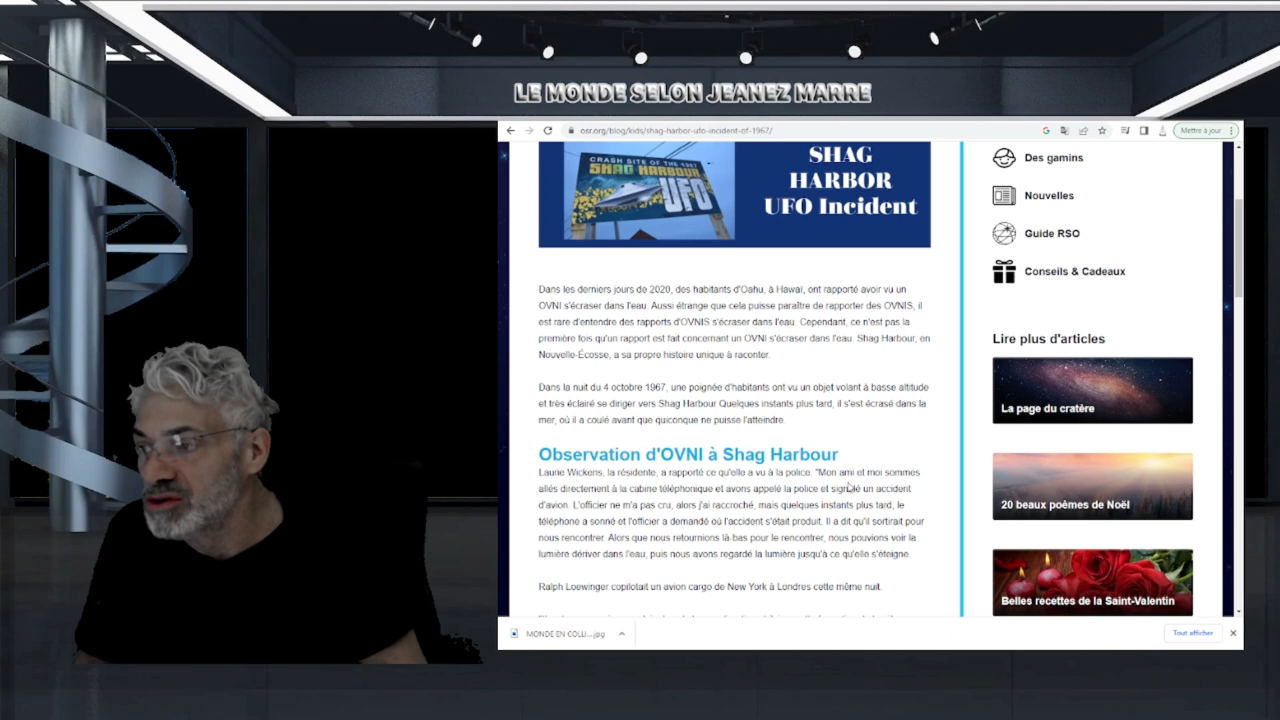 LE MONDE SELON JEANEZ MARRE
osr.org/blog/kids/shag-harbor-ufo-incident-of-1967/
Mettre à jour
CRASH SITE OF THE 1967
SHAG HARBOUR
UFO
SHAG
HARBOR
UFO Incident
Dans les derniers jours de 2020, des habitants d'Oahu, à Hawaï, ont rapporté avoir vu un
OVNI s'écraser dans l'eau. Aussi étrange que cela puisse paraître de rapporter des OVNIS, il
est rare d'entendre des rapports d'OVNIS s'écraser dans l'eau. Cependant, ce n'est pas la
première fois qu'un rapport est fait concernant un OVNI s'écraser dans l'eau. Shag Harbour, en
Nouvelle-Écosse, a sa propre histoire unique à raconter.
Dans la nuit du 4 octobre 1967, une poignée d'habitants ont vu un objet volant à basse altitude
et très éclairé se diriger vers Shag Harbour Quelques instants plus tard, il s'est écrasé dans la
mer, où il a coulé avant que quiconque ne puisse l'atteindre.
Observation d'OVNI à Shag Harbour
Laurie Wickens, la résidente, a rapporté ce qu'elle a vu à la police. "Mon ami et moi sommes
allés directement à la cabine téléphonique et avons appelé la police et signalé un accident
d'avion. L'officier ne m'a pas cru, alors j'ai raccroché, mais quelques instants plus tard, le
téléphone a sonné et l'officier a demandé où l'accident s'était produit. Il a dit qu'il sortirait pour
nous rencontrer. Alors que nous retournions là-bas pour le rencontrer, nous pouvions voir la
lumière dériver dans l'eau, puis nous avons regardé la lumière jusqu'à ce qu'elle s'éteigne.
Ralph Loewinger copilotait un avion cargo de New York à Londres cette même nuit.
Des gamins
Nouvelles
Guide RSO
Conseils & Cadeaux
Lire plus d'articles
La page du cratère
20 beaux poèmes de Noël
Belles recettes de la Saint-Valentin
MONDE EN COLU....jpg
Tout afficher